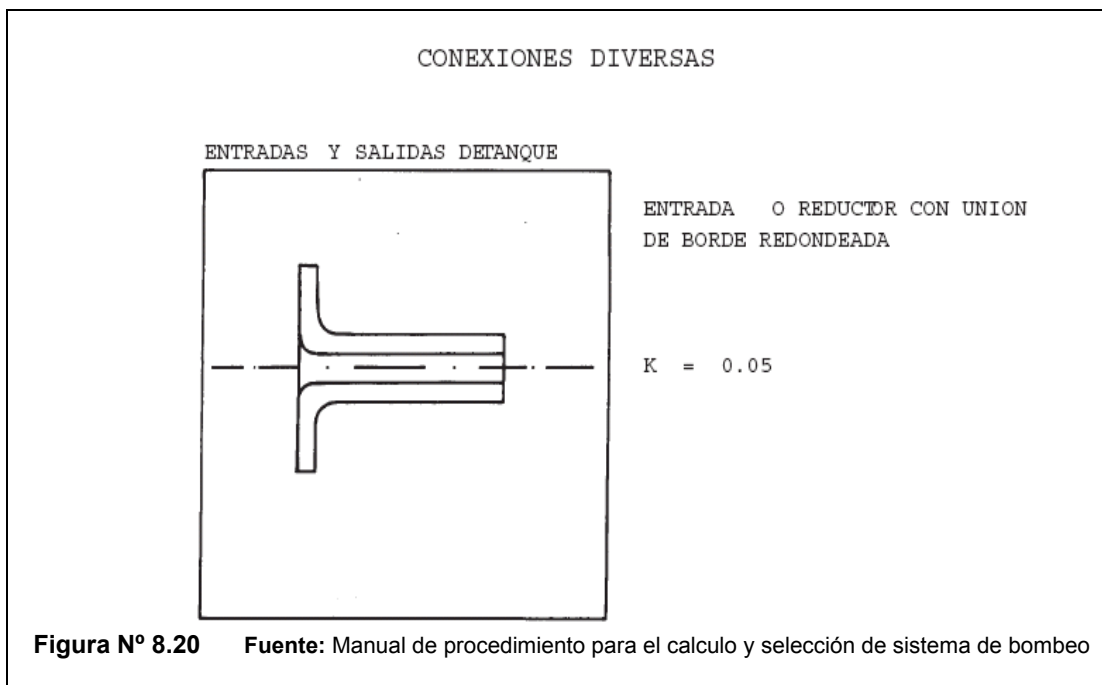 CONEXIONES DIVERSAS
ENTRADAS Y SALIDAS DETANQUE
ENTRADA O REDUCTOR CON UNION
DE BORDE REDONDEADA
K = 0.05
Figura Nº 8.20 Fuente: Manual de procedimiento para el calculo y selección de sistema de bombeo